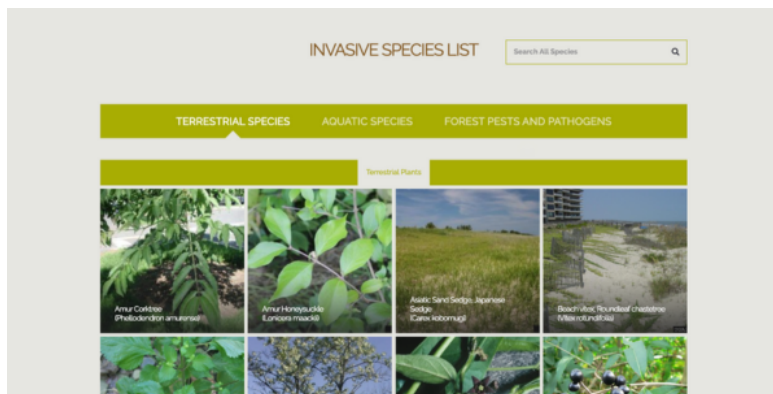 INVASIVE SPECIES LIST
Search All Species
TERRESTRIAL SPECIES AQUATIC SPECIES FOREST PESTS AND PATHOGENS
Terrestrial Plants
Amur Corktree
(Phellodendron amurense)
Amur Honeysuckle
(Lonicera maackii)
Asiatic Sand Sedge, Japanese
Sedge
(Carex kobomugi)
Beach vitex, Roundleaf chastetree
(Vitex rotundifolia)